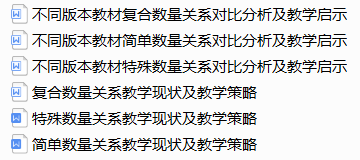 不同版本教材复合数量关系对比分析及教学启示
不同版本教材简单数量关系对比分析及教学启示
不同版本教材特殊数量关系对比分析及教学启示
复合数量关系教学现状及教学策略
特殊数量关系教学现状及教学策略
简单数量关系教学现状及教学策略